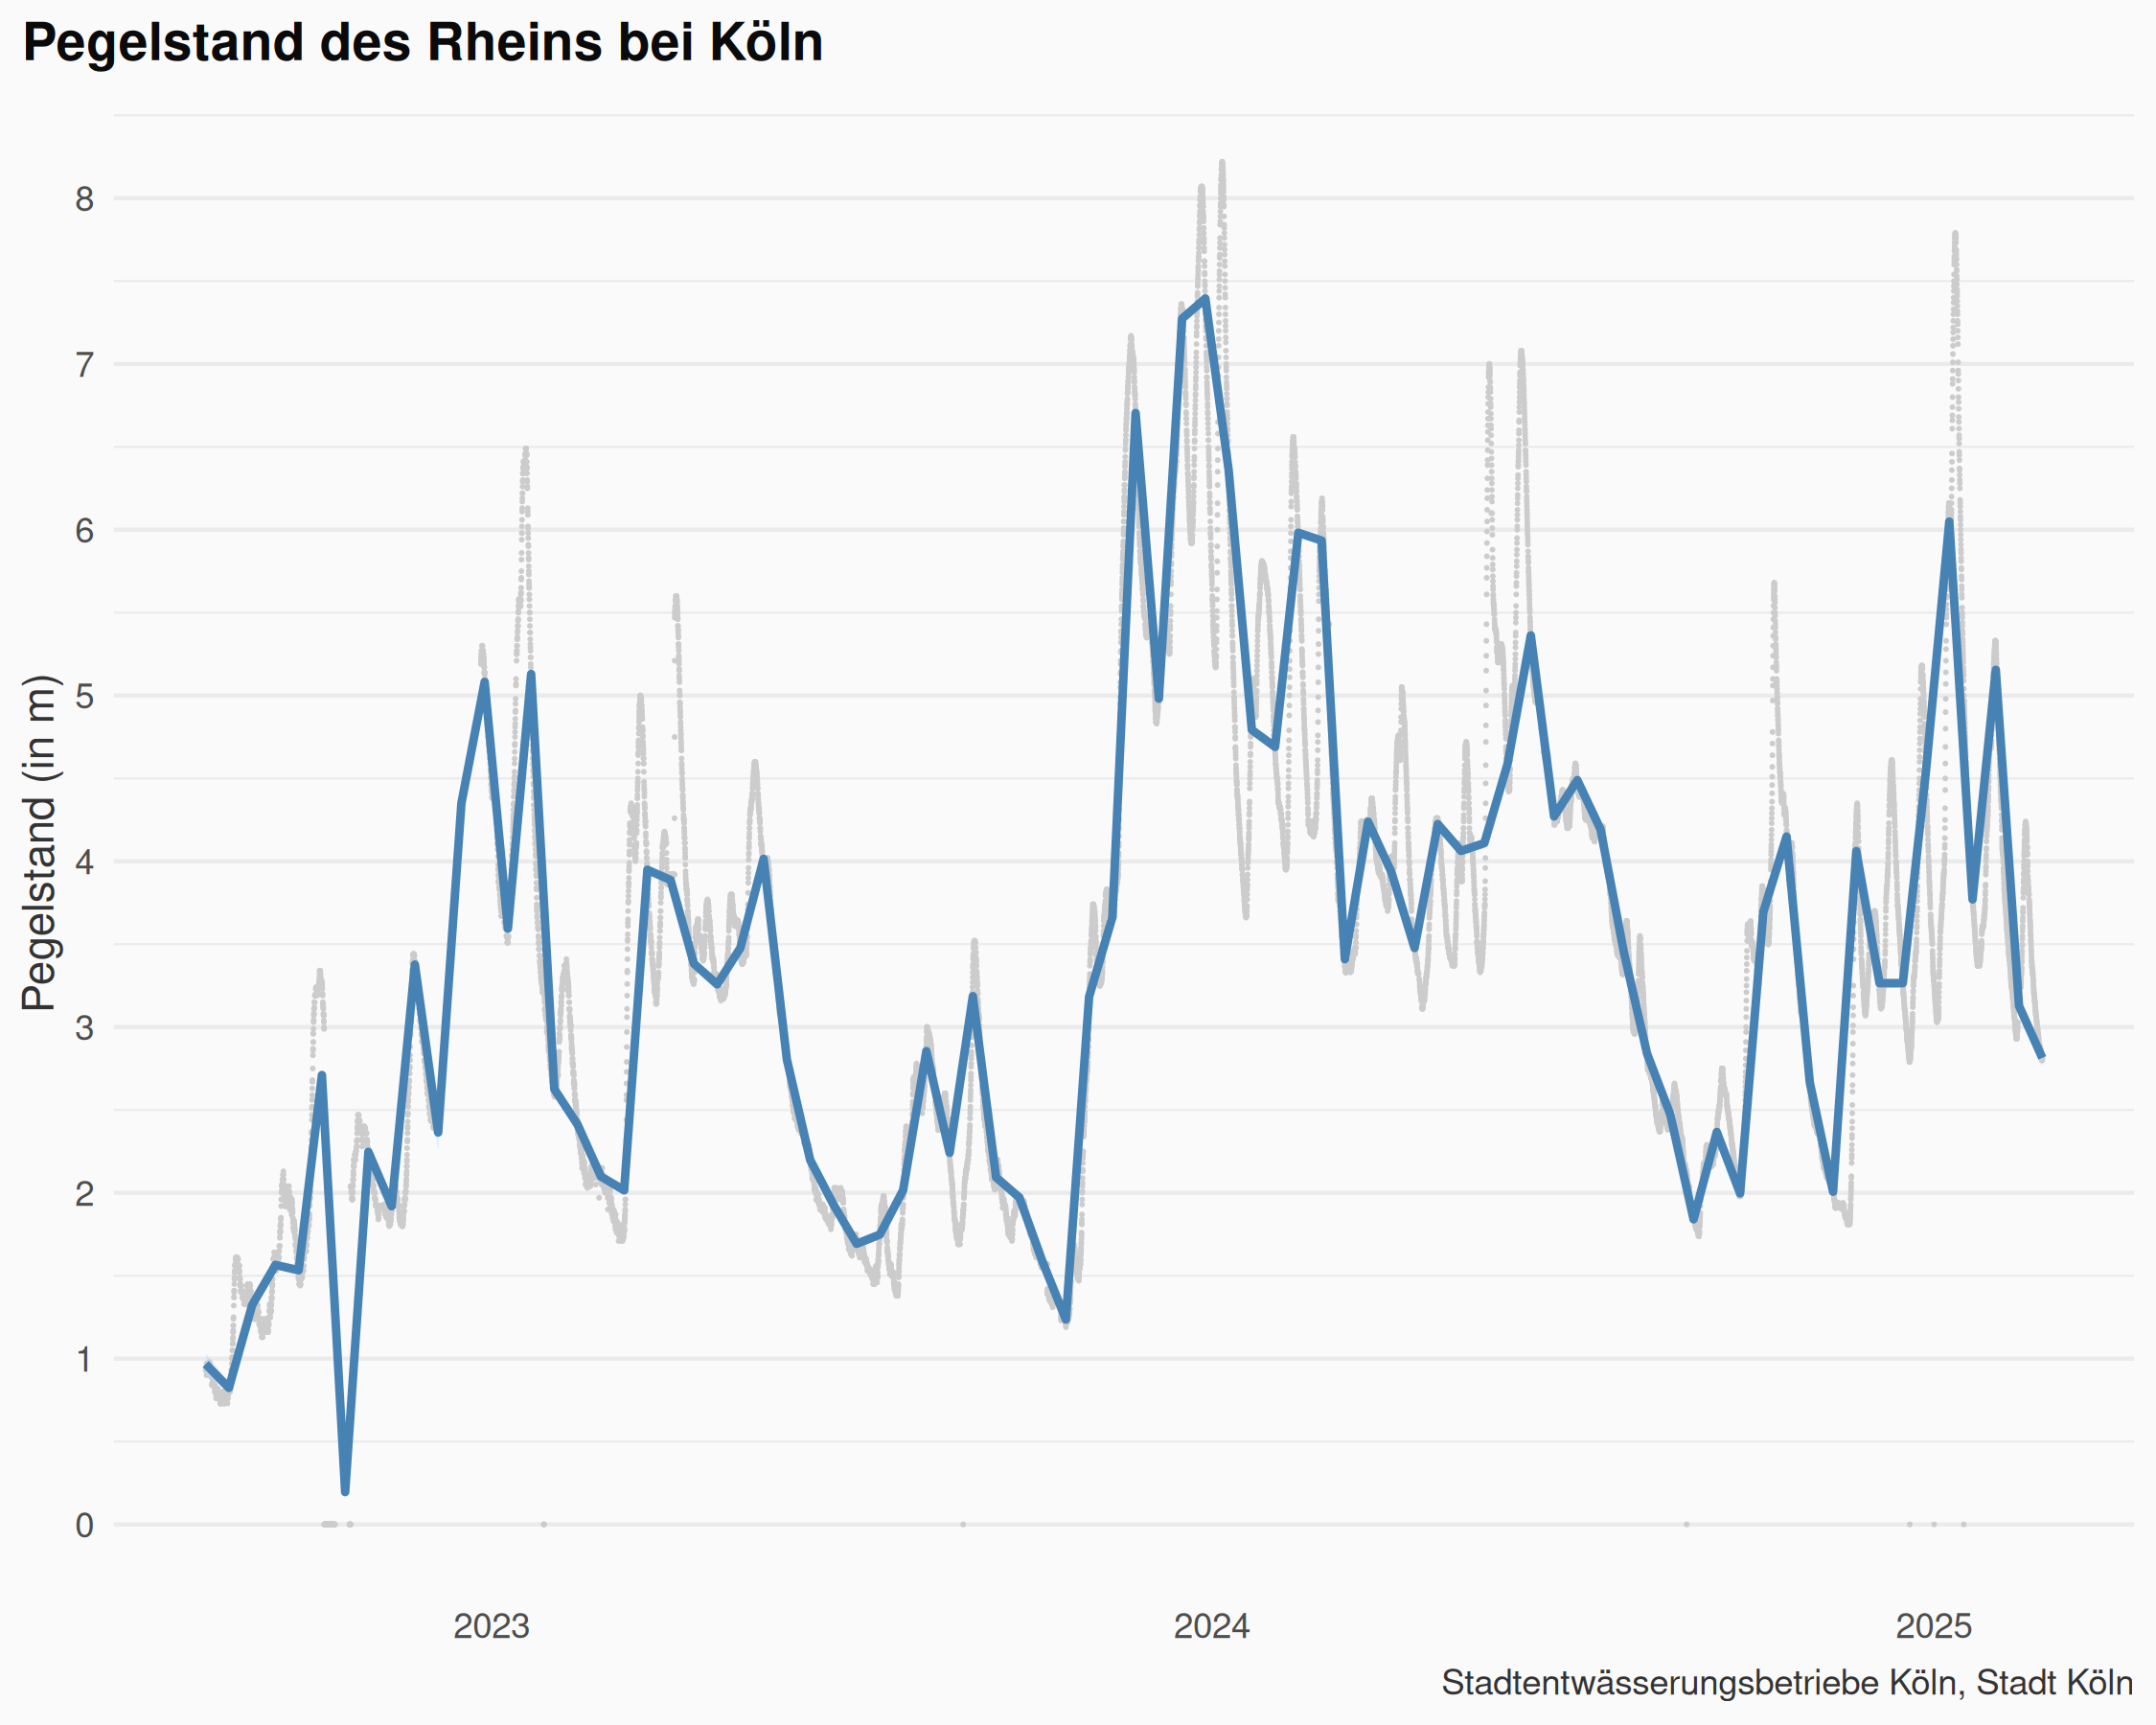 Pegelstand des Rheins bei Köln
Pegelstand (in m)
8
7
6
5
4
3
2
1
0
2023 2024 2025
Stadtentwässerungsbetriebe Köln, Stadt Köln